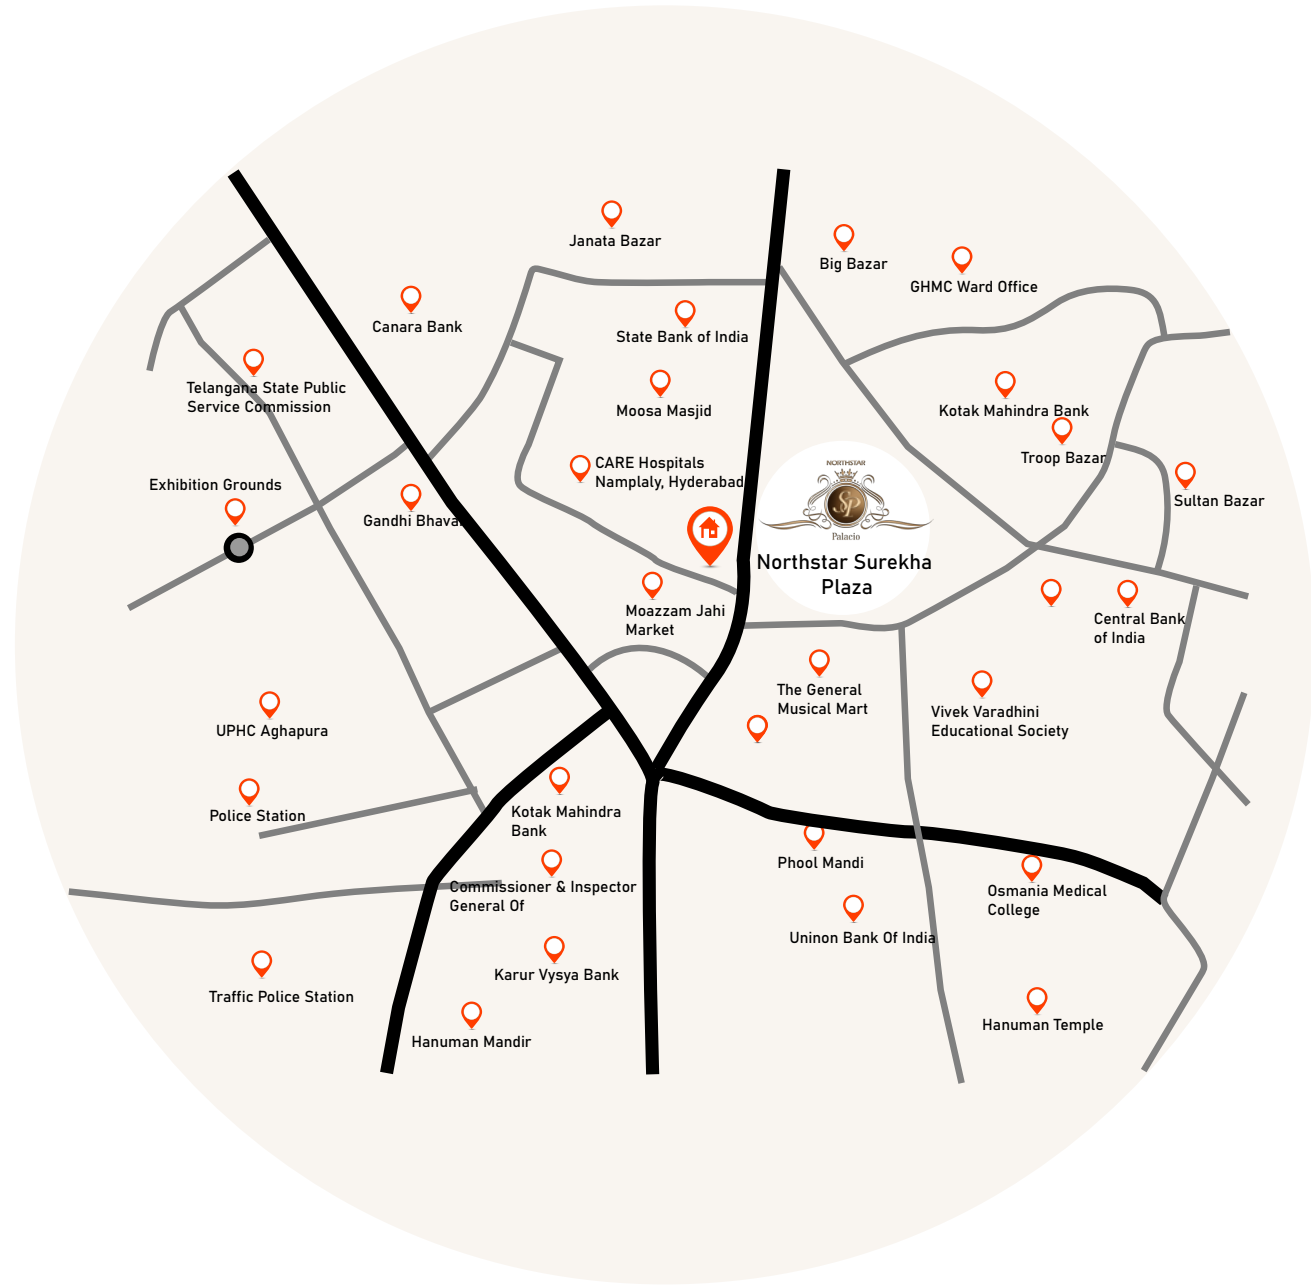 Janata Bazar
Big Bazar
GHMC Ward Office
Canara Bank
State Bank of India
Telangana State Public
Service Commission
Moosa Masjid
Kotak Mahindra Bank
Troop Bazar
CARE Hospitals
Namplaly, Hyderabad
NORTHSTAR
SP
Palacio
Northstar Surekha
Plaza
Exhibition Grounds
Sultan Bazar
Gandhi Bhavan
Moazzam Jahi
Market
Central Bank
of India
The General
Musical Mart
Vivek Varadhini
Educational Society
UPHC Aghapura
Police Station
Kotak Mahindra
Bank
Phool Mandi
Commissioner & Inspector
General Of
Osmania Medical
College
Uninon Bank Of India
Karur Vysya Bank
Traffic Police Station
Hanuman Mandir
Hanuman Temple